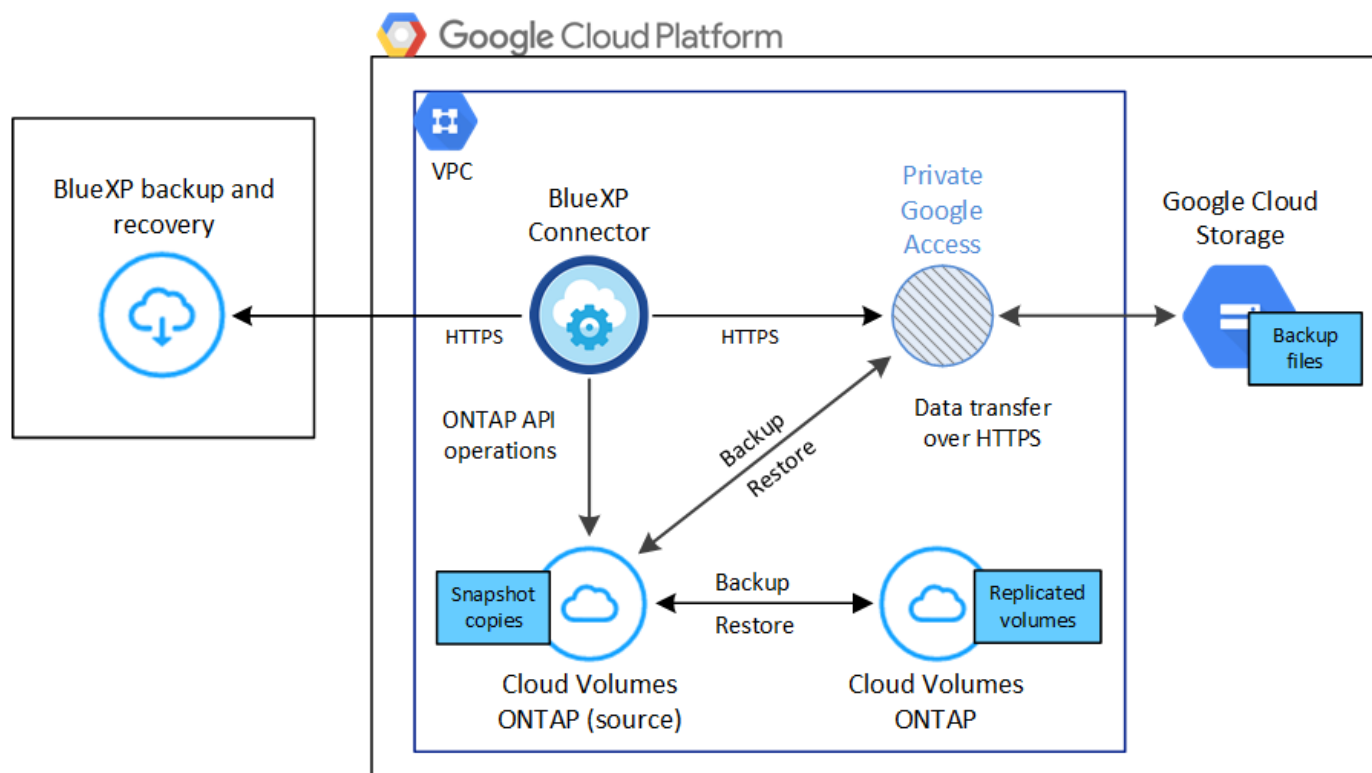 Google Cloud Platform
VPC
BlueXP backup and
recovery
BlueXP
Connector
Private
Google
Access
Google Cloud
Storage
Backup
files
HTTPS
HTTPS
ONTAP API
operations
Backup
Restore
Data transfer
over HTTPS
Snapshot
copies
Backup
Restore
Replicated
volumes
Cloud Volumes
ONTAP (source)
Cloud Volumes
ONTAP